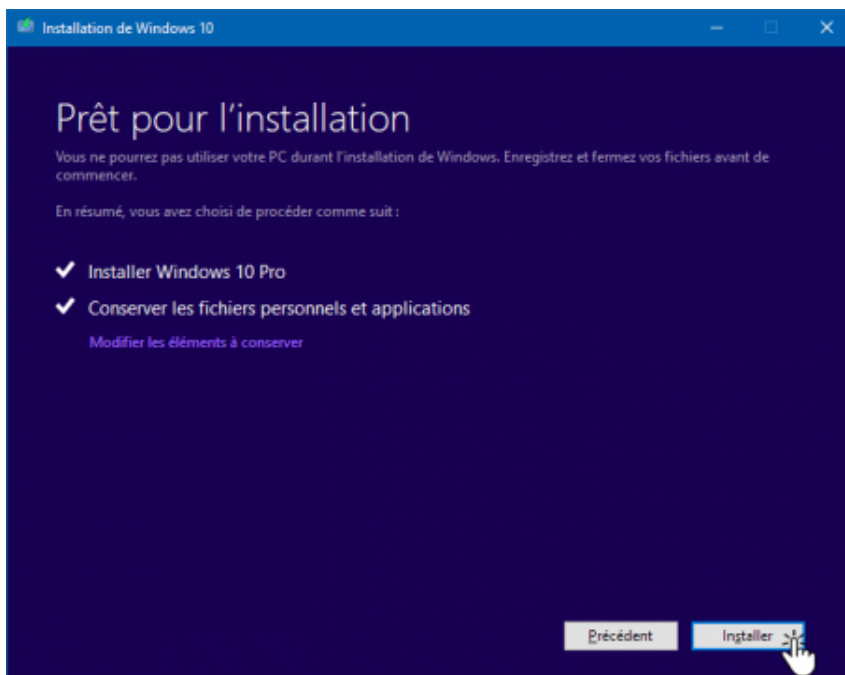 Installation de Windows 10
Prêt pour l'installation
Vous ne pourrez pas utiliser votre PC durant l'installation de Windows. Enregistrez et fermez vos fichiers avant de
commencer.
En résumé, vous avez choisi de procéder comme suit :
Installer Windows 10 Pro
Conserver les fichiers personnels et applications
Modifier les éléments à conserver
Précédent Installer